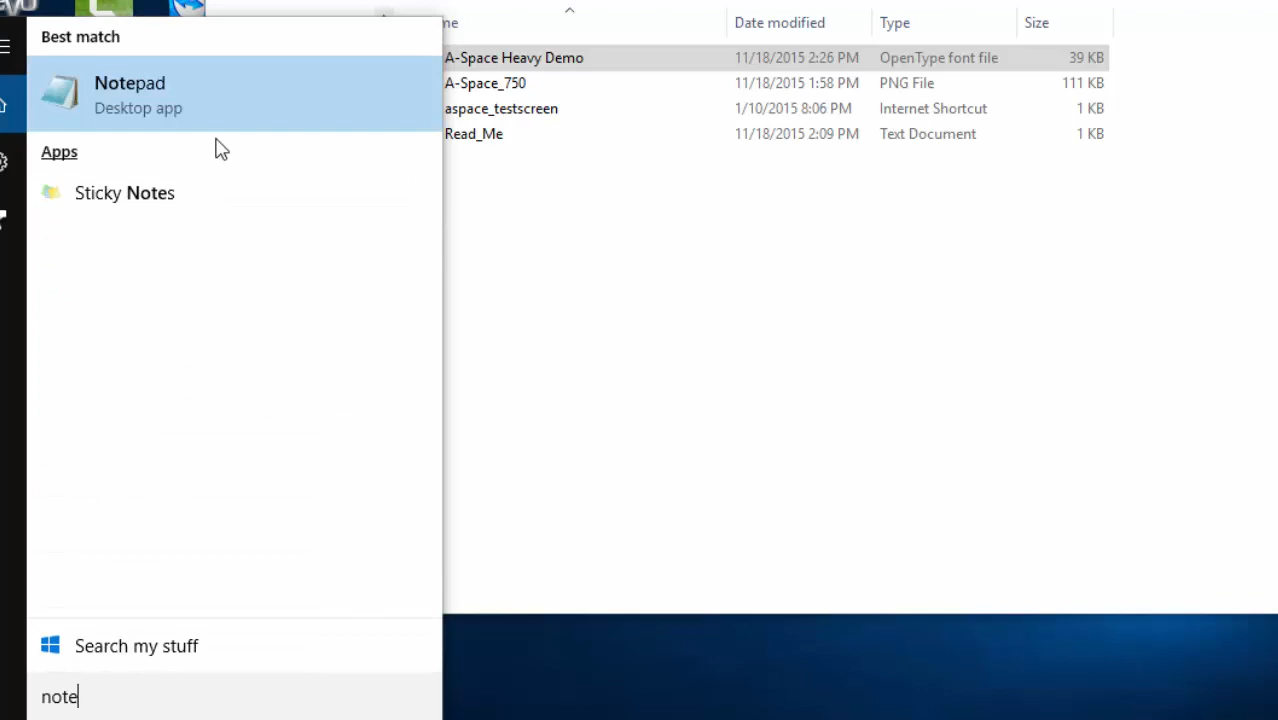 Best match
Notepad
Desktop app
Apps
Sticky Notes
Search my stuff
note
me Date modified Type Size
A-Space Heavy Demo 11/18/2015 2:26 PM OpenType font file 39 KB
A-Space_750 11/18/2015 1:58 PM PNG File 111 KB
aspace_testscreen 1/10/2015 8:06 PM Internet Shortcut 1 KB
Read_Me 11/18/2015 2:09 PM Text Document 1 KB